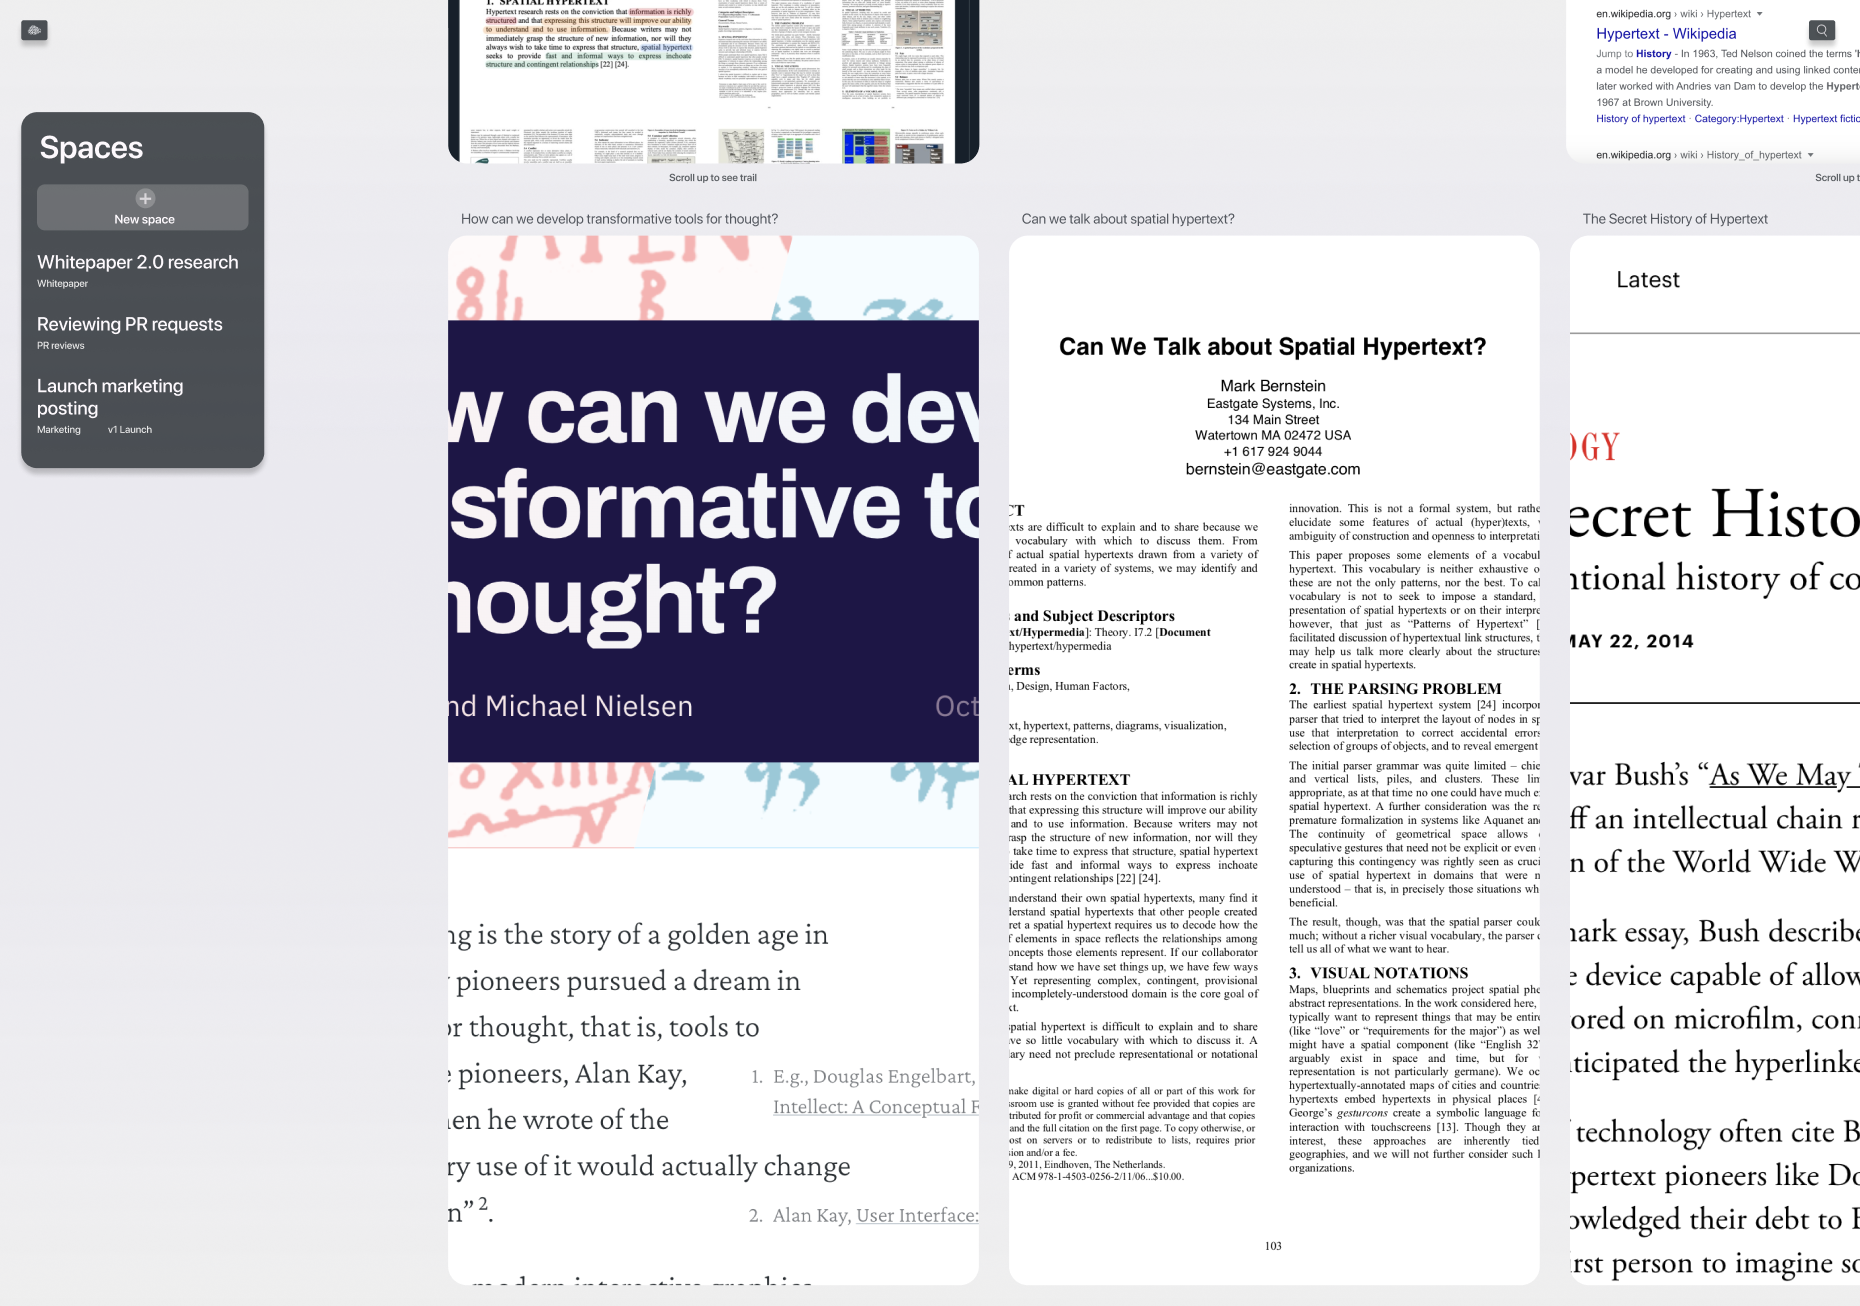 Spaces
New space
Whitepaper 2.0 research
Whitepaper
Reviewing PR requests
PR reviews
Launch marketing
posting
Marketing v1 Launch
1. SPATIAL HYPERTEXT
Hypertext research rests on the conviction that information is richly
structured and that expressing this structure will improve our ability
to understand and to use information. Because writers may not
immediately grasp the structure of new information, nor will they
always wish to take time to express that structure, spatial hypertext
seeks to provide fast and informal ways to express inchoate
structure and contingent relationships [22] [24].
Scroll up to see trail
en.wikipedia.org › wiki › Hypertext
Hypertext - Wikipedia
Jump to History - In 1963, Ted Nelson coined the terms
a model he developed for creating and using linked
later worked with Andries van Dam to develop the
1967 at Brown University.
History of hypertext · Category:Hypertext · Hypertext
en.wikipedia.org › wiki › History_of_hypertext
Scroll up
How can we develop transformative tools for thought?
w can we dev
sformative to
hought?
nd Michael Nielsen Oct
ng is the story of a golden age in
pioneers pursued a dream in
or thought, that is, tools to
e pioneers, Alan Kay,
hen he wrote of the
ry use of it would actually change
n” 2.
1. E.g., Douglas Engelbart,
Intellect: A Conceptual F
2. Alan Kay, User Interface:
modern interactive graphics
Can we talk about spatial hypertext?
Can We Talk about Spatial Hypertext?
Mark Bernstein
Eastgate Systems, Inc.
134 Main Street
Watertown MA 02472 USA
+1 617 924 9044
bernstein@eastgate.com
CT
xts are difficult to explain and to share because we
vocabulary with which to discuss them. From
f actual spatial hypertexts drawn from a variety of
reated in a variety of systems, we may identify and
ommon patterns.
and Subject Descriptors
xt/Hypermedia]: Theory. I7.2 [Document
hypertext/hypermedia
erms
, Design, Human Factors,
xt, hypertext, patterns, diagrams, visualization,
dge representation.
AL HYPERTEXT
arch rests on the conviction that information is richly
that expressing this structure will improve our ability
and to use information. Because writers may not
rasp the structure of new information, nor will they
take time to express that structure, spatial hypertext
ide fast and informal ways to express inchoate
ontingent relationships [22] [24].
understand their own spatial hypertexts, many find it
derstand spatial hypertexts that other people created
ret a spatial hypertext requires us to decode how the
f elements in space reflects the relationships among
oncepts those elements represent. If our collaborator
stand how we have set things up, we have few ways
Yet representing complex, contingent, provisional
incompletely-understood domain is the core goal of
xt.
spatial hypertext is difficult to explain and to share
ve so little vocabulary with which to discuss it. A
lary need not preclude representational or notational
make digital or hard copies of all or part of this work for
ssroom use is granted without fee provided that copies are
tributed for profit or commercial advantage and that copies
and the full citation on the first page. To copy otherwise, or
ost on servers or to redistribute to lists, requires prior
sion and/or a fee.
9, 2011, Eindhoven, The Netherlands.
ACM 978-1-4503-0256-2/11/06...$10.00.
innovation. This is not a formal system, but rathe
elucidate some features of actual (hyper)texts,
ambiguity of construction and openness to interpretati
This paper proposes some elements of a vocabul
hypertext. This vocabulary is neither exhaustive o
these are not the only patterns, nor the best. To cal
vocabulary is not to seek to impose a standard,
presentation of spatial hypertexts or on their interpre
however, that just as “Patterns of Hypertext” [
facilitated discussion of hypertextual link structures, t
may help us talk more clearly about the structures
create in spatial hypertexts.
2. THE PARSING PROBLEM
The earliest spatial hypertext system [24] incorpor
parser that tried to interpret the layout of nodes in sp
use that interpretation to correct accidental errors
selection of groups of objects, and to reveal emergent
The initial parser grammar was quite limited – chie
and vertical lists, piles, and clusters. These lim
appropriate, as at that time no one could have much e
spatial hypertext. A further consideration was the re
premature formalization in systems like Aquanet and
The continuity of geometrical space allows
speculative gestures that need not be explicit or even
capturing this contingency was rightly seen as cruci
use of spatial hypertext in domains that were n
understood – that is, in precisely those situations wh
beneficial.
The result, though, was that the spatial parser coul
much; without a richer visual vocabulary, the parser c
tell us all of what we want to hear.
3. VISUAL NOTATIONS
Maps, blueprints and schematics project spatial phe
abstract representations. In the work considered here,
typically want to represent things that may be entire
(like “love” or “requirements for the major”) as wel
might have a spatial component (like “English 32
arguably exist in space and time, but for
representation is not particularly germane). We oc
hypertextually-annotated maps of cities and countrie
hypertexts embed hypertexts in physical places [4
George’s gesturcons create a symbolic language fo
interaction with touchscreens [13]. Though they ar
interest, these approaches are inherently tied
geographies, and we will not further consider such
organizations.
103
The Secret History of Hypertext
Latest
OGY
ecret Histo
ntional history of co
MAY 22, 2014
var Bush’s “As We May
ff an intellectual chain r
n of the World Wide W
mark essay, Bush describe
e device capable of allow
ored on microfilm, conn
nticipated the hyperlinke
technology often cite B
pertext pioneers like Do
owledged their debt to B
irst person to imagine so